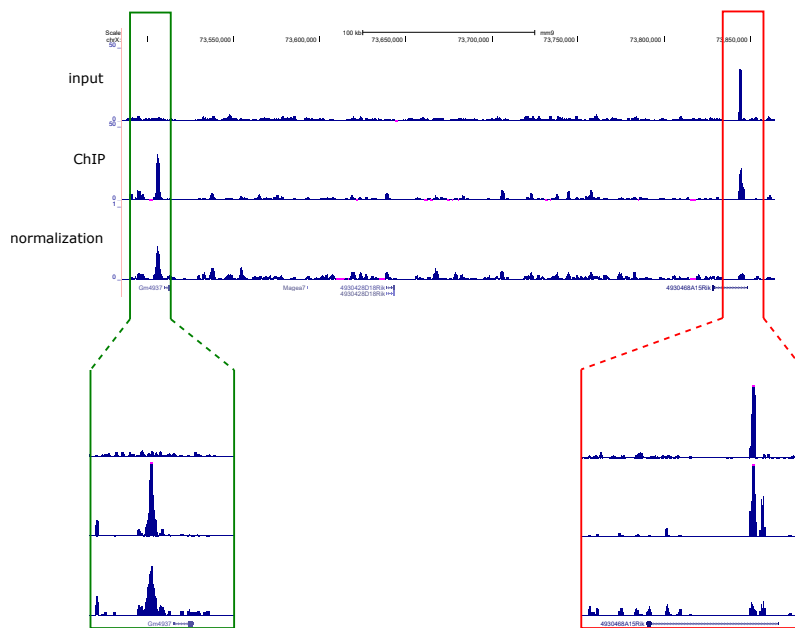 Scale 100 kb mm9
chrX: 73,550,000 73,600,000 73,650,000 73,700,000 73,750,000 73,800,000 73,850,000
50
input
0
50
ChIP
0
1
normalization
0
Gm4937 Magea7 4930428D18Rik 4930468A15Rik
4930428D18Rik
Gm4937 4930468A15Rik